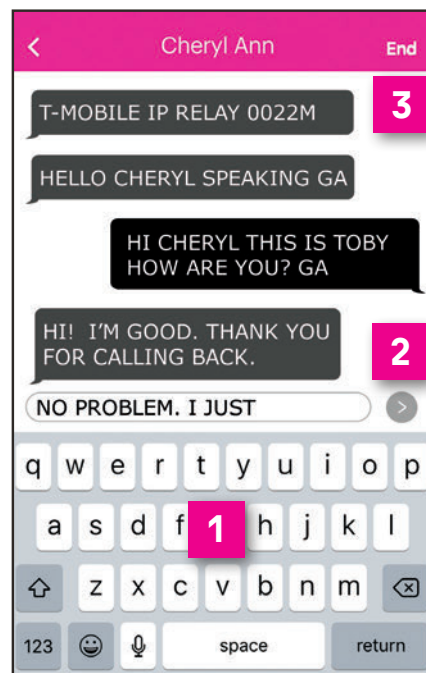 Cheryl Ann End
T-MOBILE IP RELAY 0022M
3
HELLO CHERYL SPEAKING GA
HI CHERYL THIS IS TOBY
HOW ARE YOU? GA
HI! I'M GOOD. THANK YOU
FOR CALLING BACK.
2
NO PROBLEM. I JUST
q w e r t y u i o p
a s d f 1 h j k l
z x c v b n m
123 space return